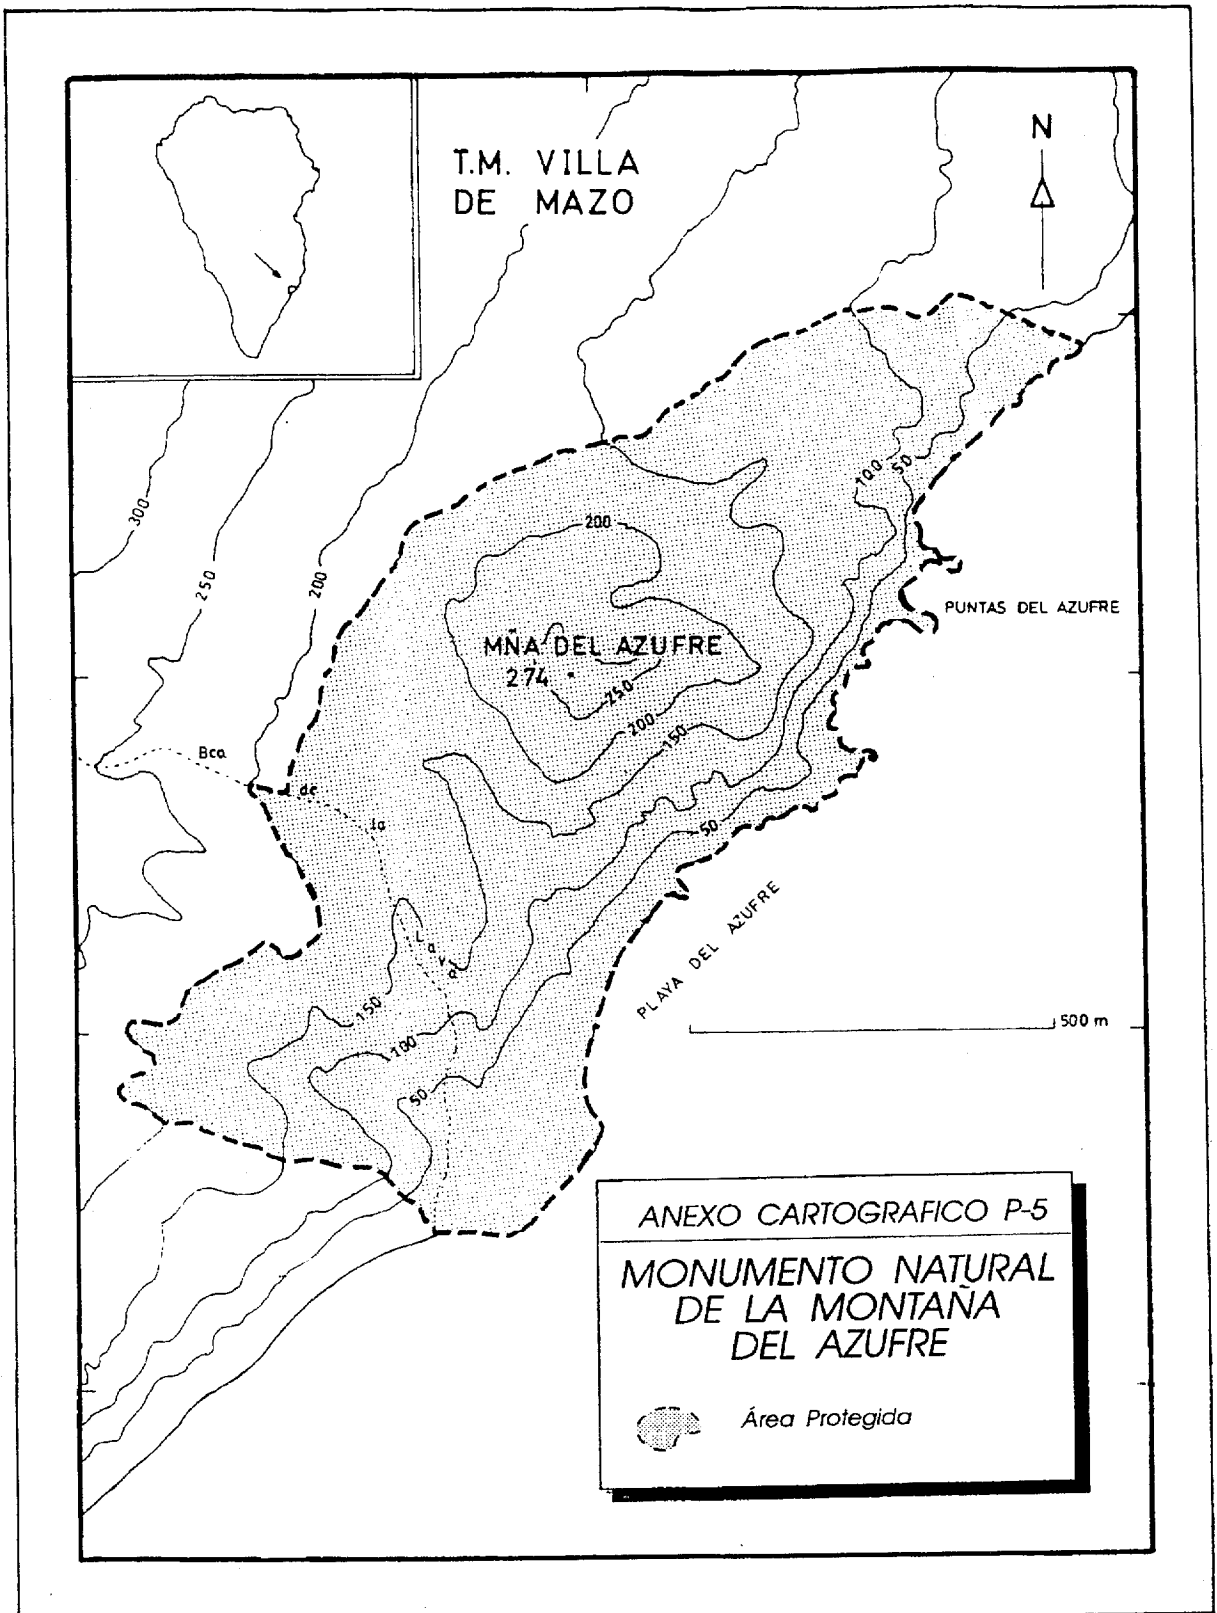 T.M. VILLA
DE MAZO
N
300
250
200
200
100
50
PUNTAS DEL AZUFRE
MÑA DEL AZUFRE
274
250
200
150
Bca
de
la
Lava
50
PLAYA DEL AZUFRE
500 m
150
100
50
ANEXO CARTOGRAFICO P-5
MONUMENTO NATURAL
DE LA MONTAÑA
DEL AZUFRE
Área Protegida